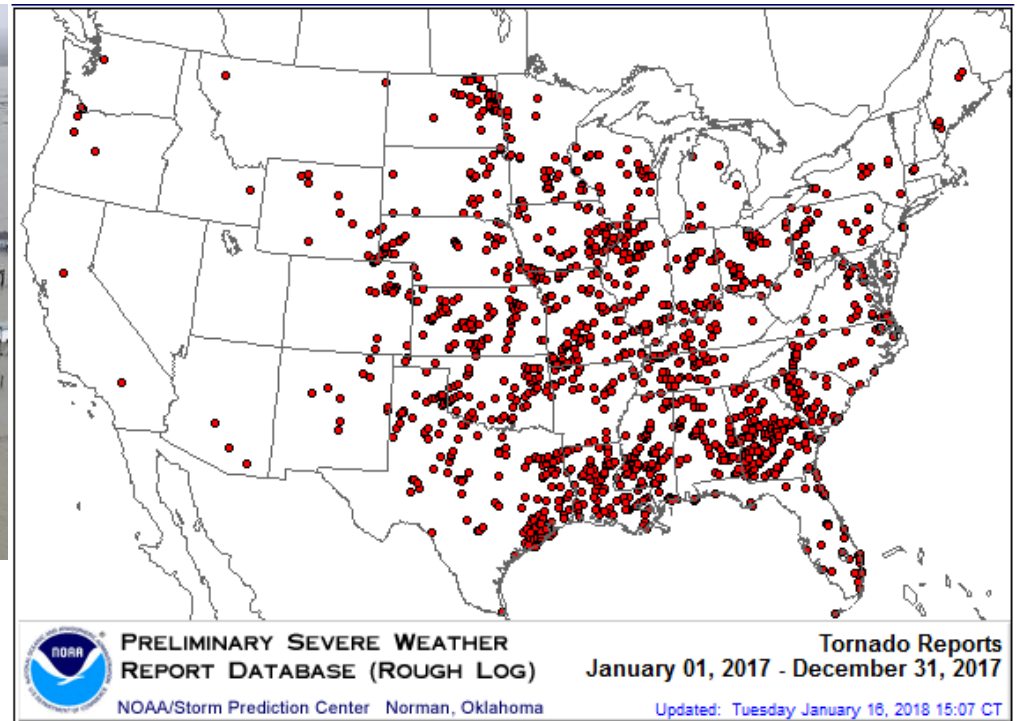 NOAA
PRELIMINARY SEVERE WEATHER
REPORT DATABASE (ROUGH LOG)
NOAA/Storm Prediction Center Norman, Oklahoma
Tornado Reports
January 01, 2017 - December 31, 2017
Updated: Tuesday January 16, 2018 15:07 CT